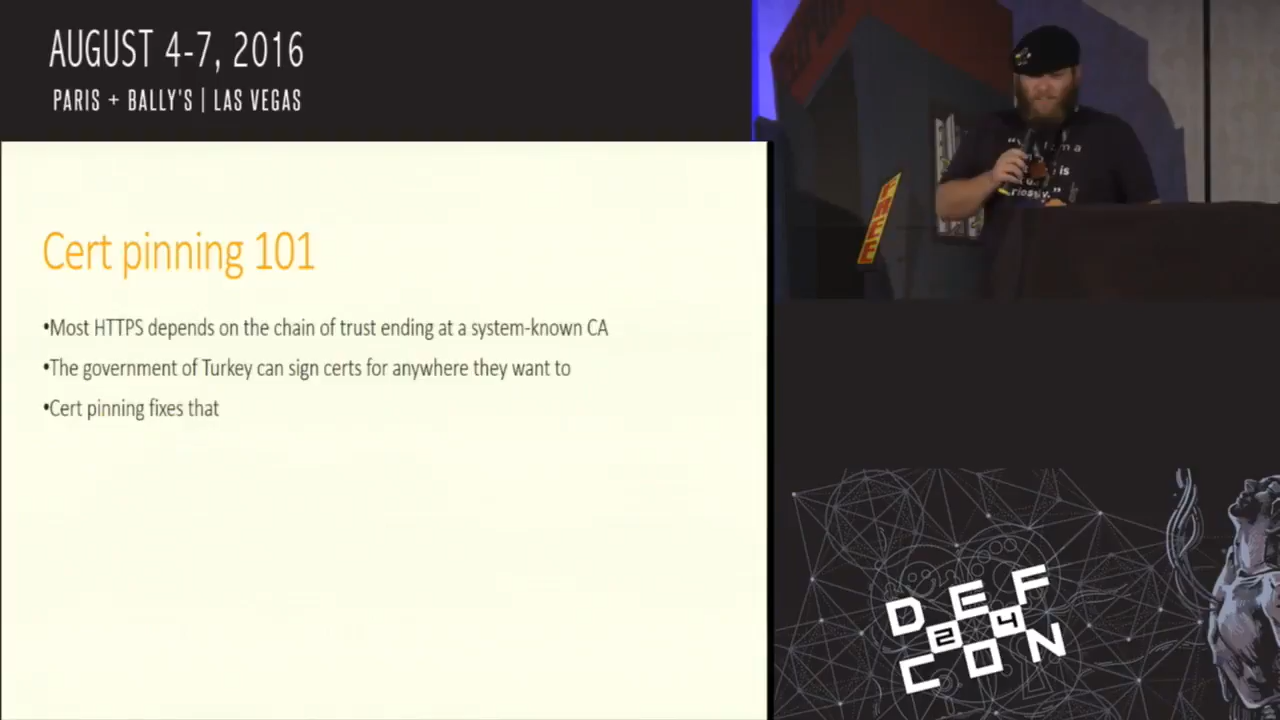 AUGUST 4-7, 2016
PARIS + BALLY'S | LAS VEGAS
Cert pinning 101
•Most HTTPS depends on the chain of trust ending at a system-known CA
•The government of Turkey can sign certs for anywhere they want to
•Cert pinning fixes that
FREE
DEF
24
CON